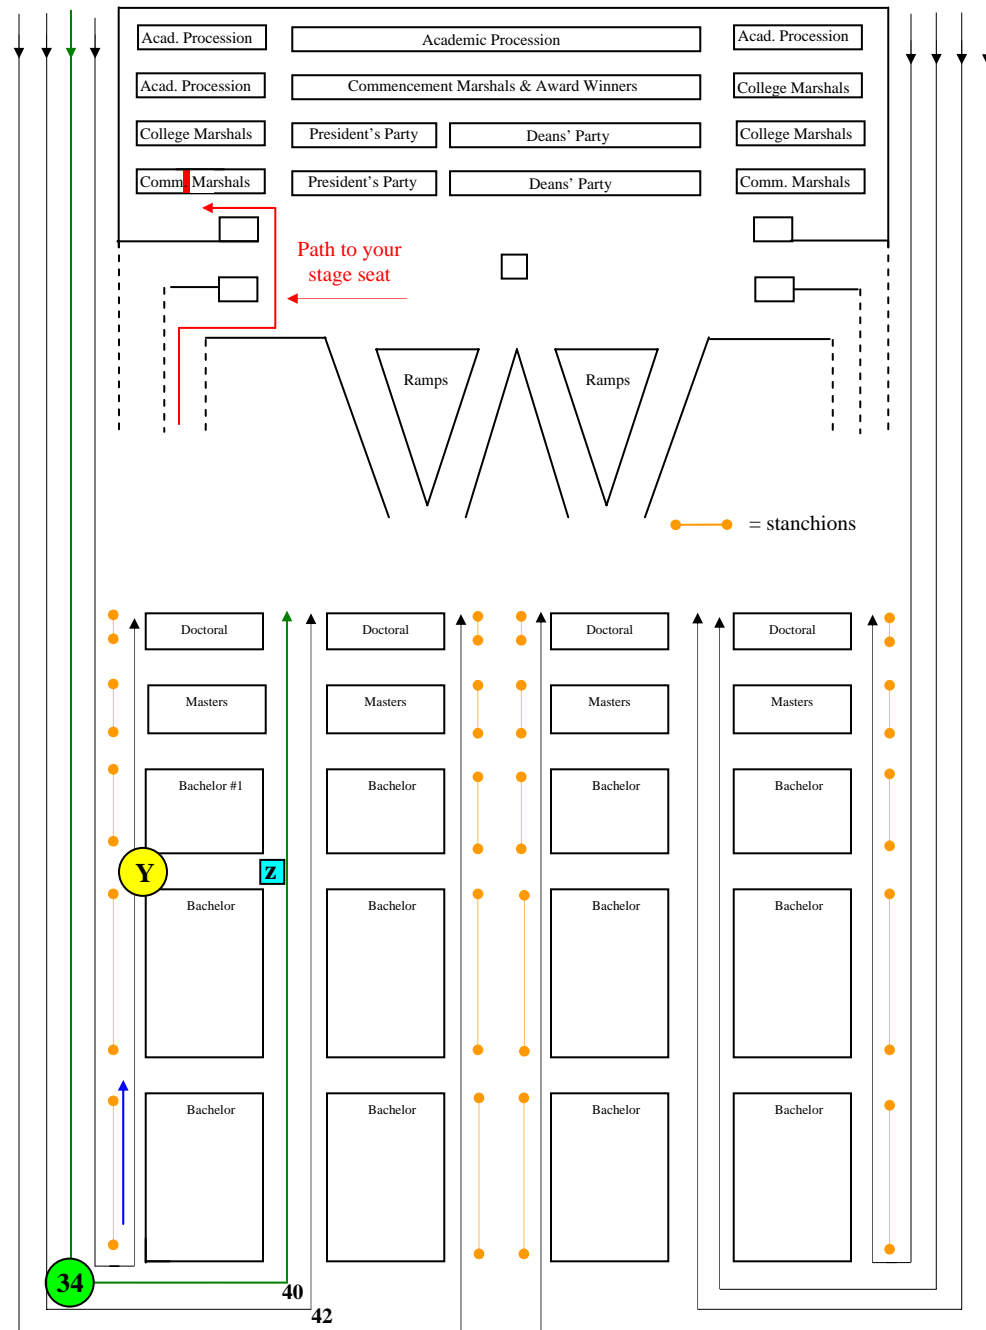 Acad. Procession
Academic Procession
Acad. Procession
Acad. Procession
Commencement Marshals & Award Winners
College Marshals
College Marshals
President's Party
Deans' Party
College Marshals
Comm. Marshals
President's Party
Deans' Party
Comm. Marshals
Path to your
stage seat
Ramps
Ramps
= stanchions
Doctoral
Doctoral
Doctoral
Doctoral
Masters
Masters
Masters
Masters
Bachelor #1
Bachelor
Bachelor
Bachelor
Y
Z
Bachelor
Bachelor
Bachelor
Bachelor
Bachelor
Bachelor
Bachelor
Bachelor
34
40
42